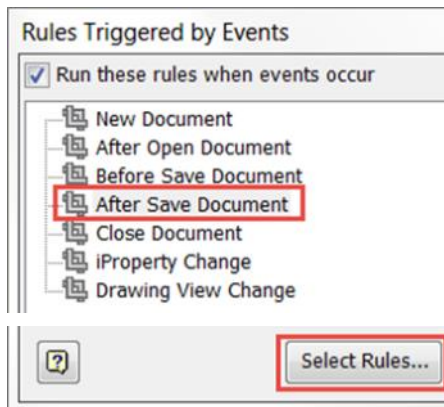 Rules Triggered by Events
Run these rules when events occur
New Document
After Open Document
Before Save Document
After Save Document
Close Document
iProperty Change
Drawing View Change
?
Select Rules...